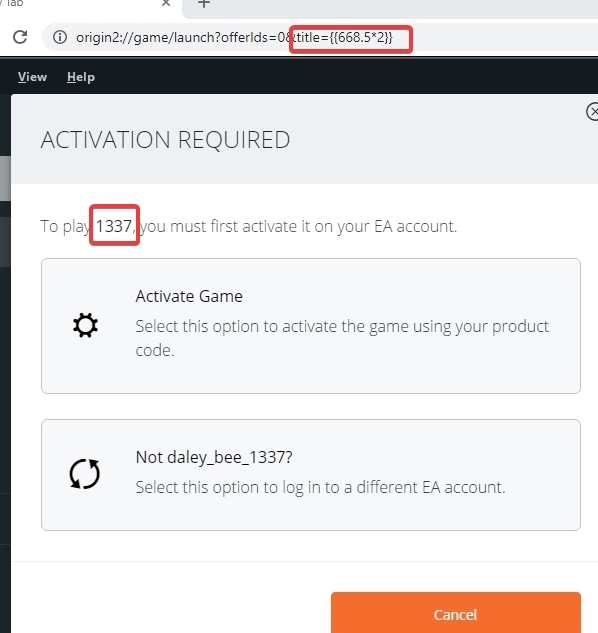 Tab
origin2://game/launch?offerIds=0&title={{668.5*2}}
View Help
ACTIVATION REQUIRED
To play 1337, you must first activate it on your EA account.
Activate Game
Select this option to activate the game using your product
code.
Not daley_bee_1337?
Select this option to log in to a different EA account.
Cancel